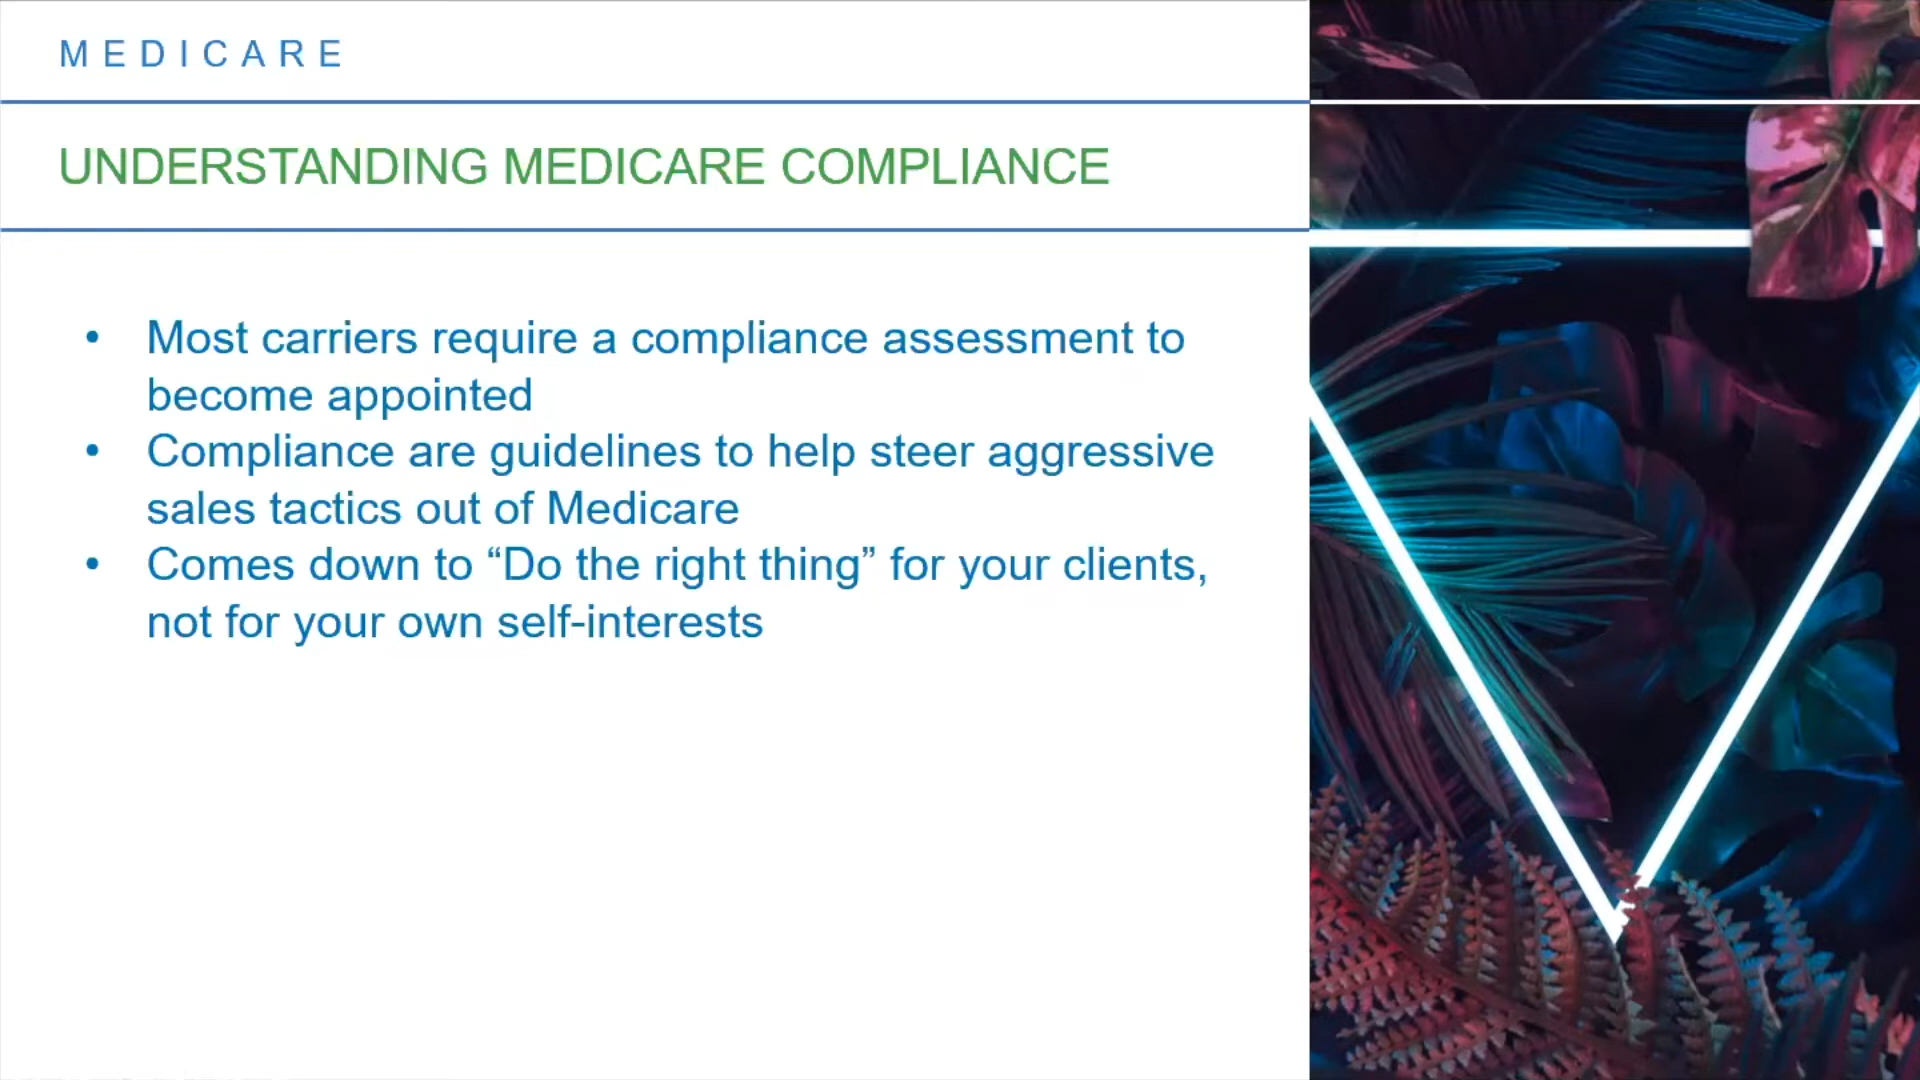 MEDICARE
UNDERSTANDING MEDICARE COMPLIANCE
• Most carriers require a compliance assessment to
become appointed
• Compliance are guidelines to help steer aggressive
sales tactics out of Medicare
• Comes down to “Do the right thing” for your clients,
not for your own self-interests